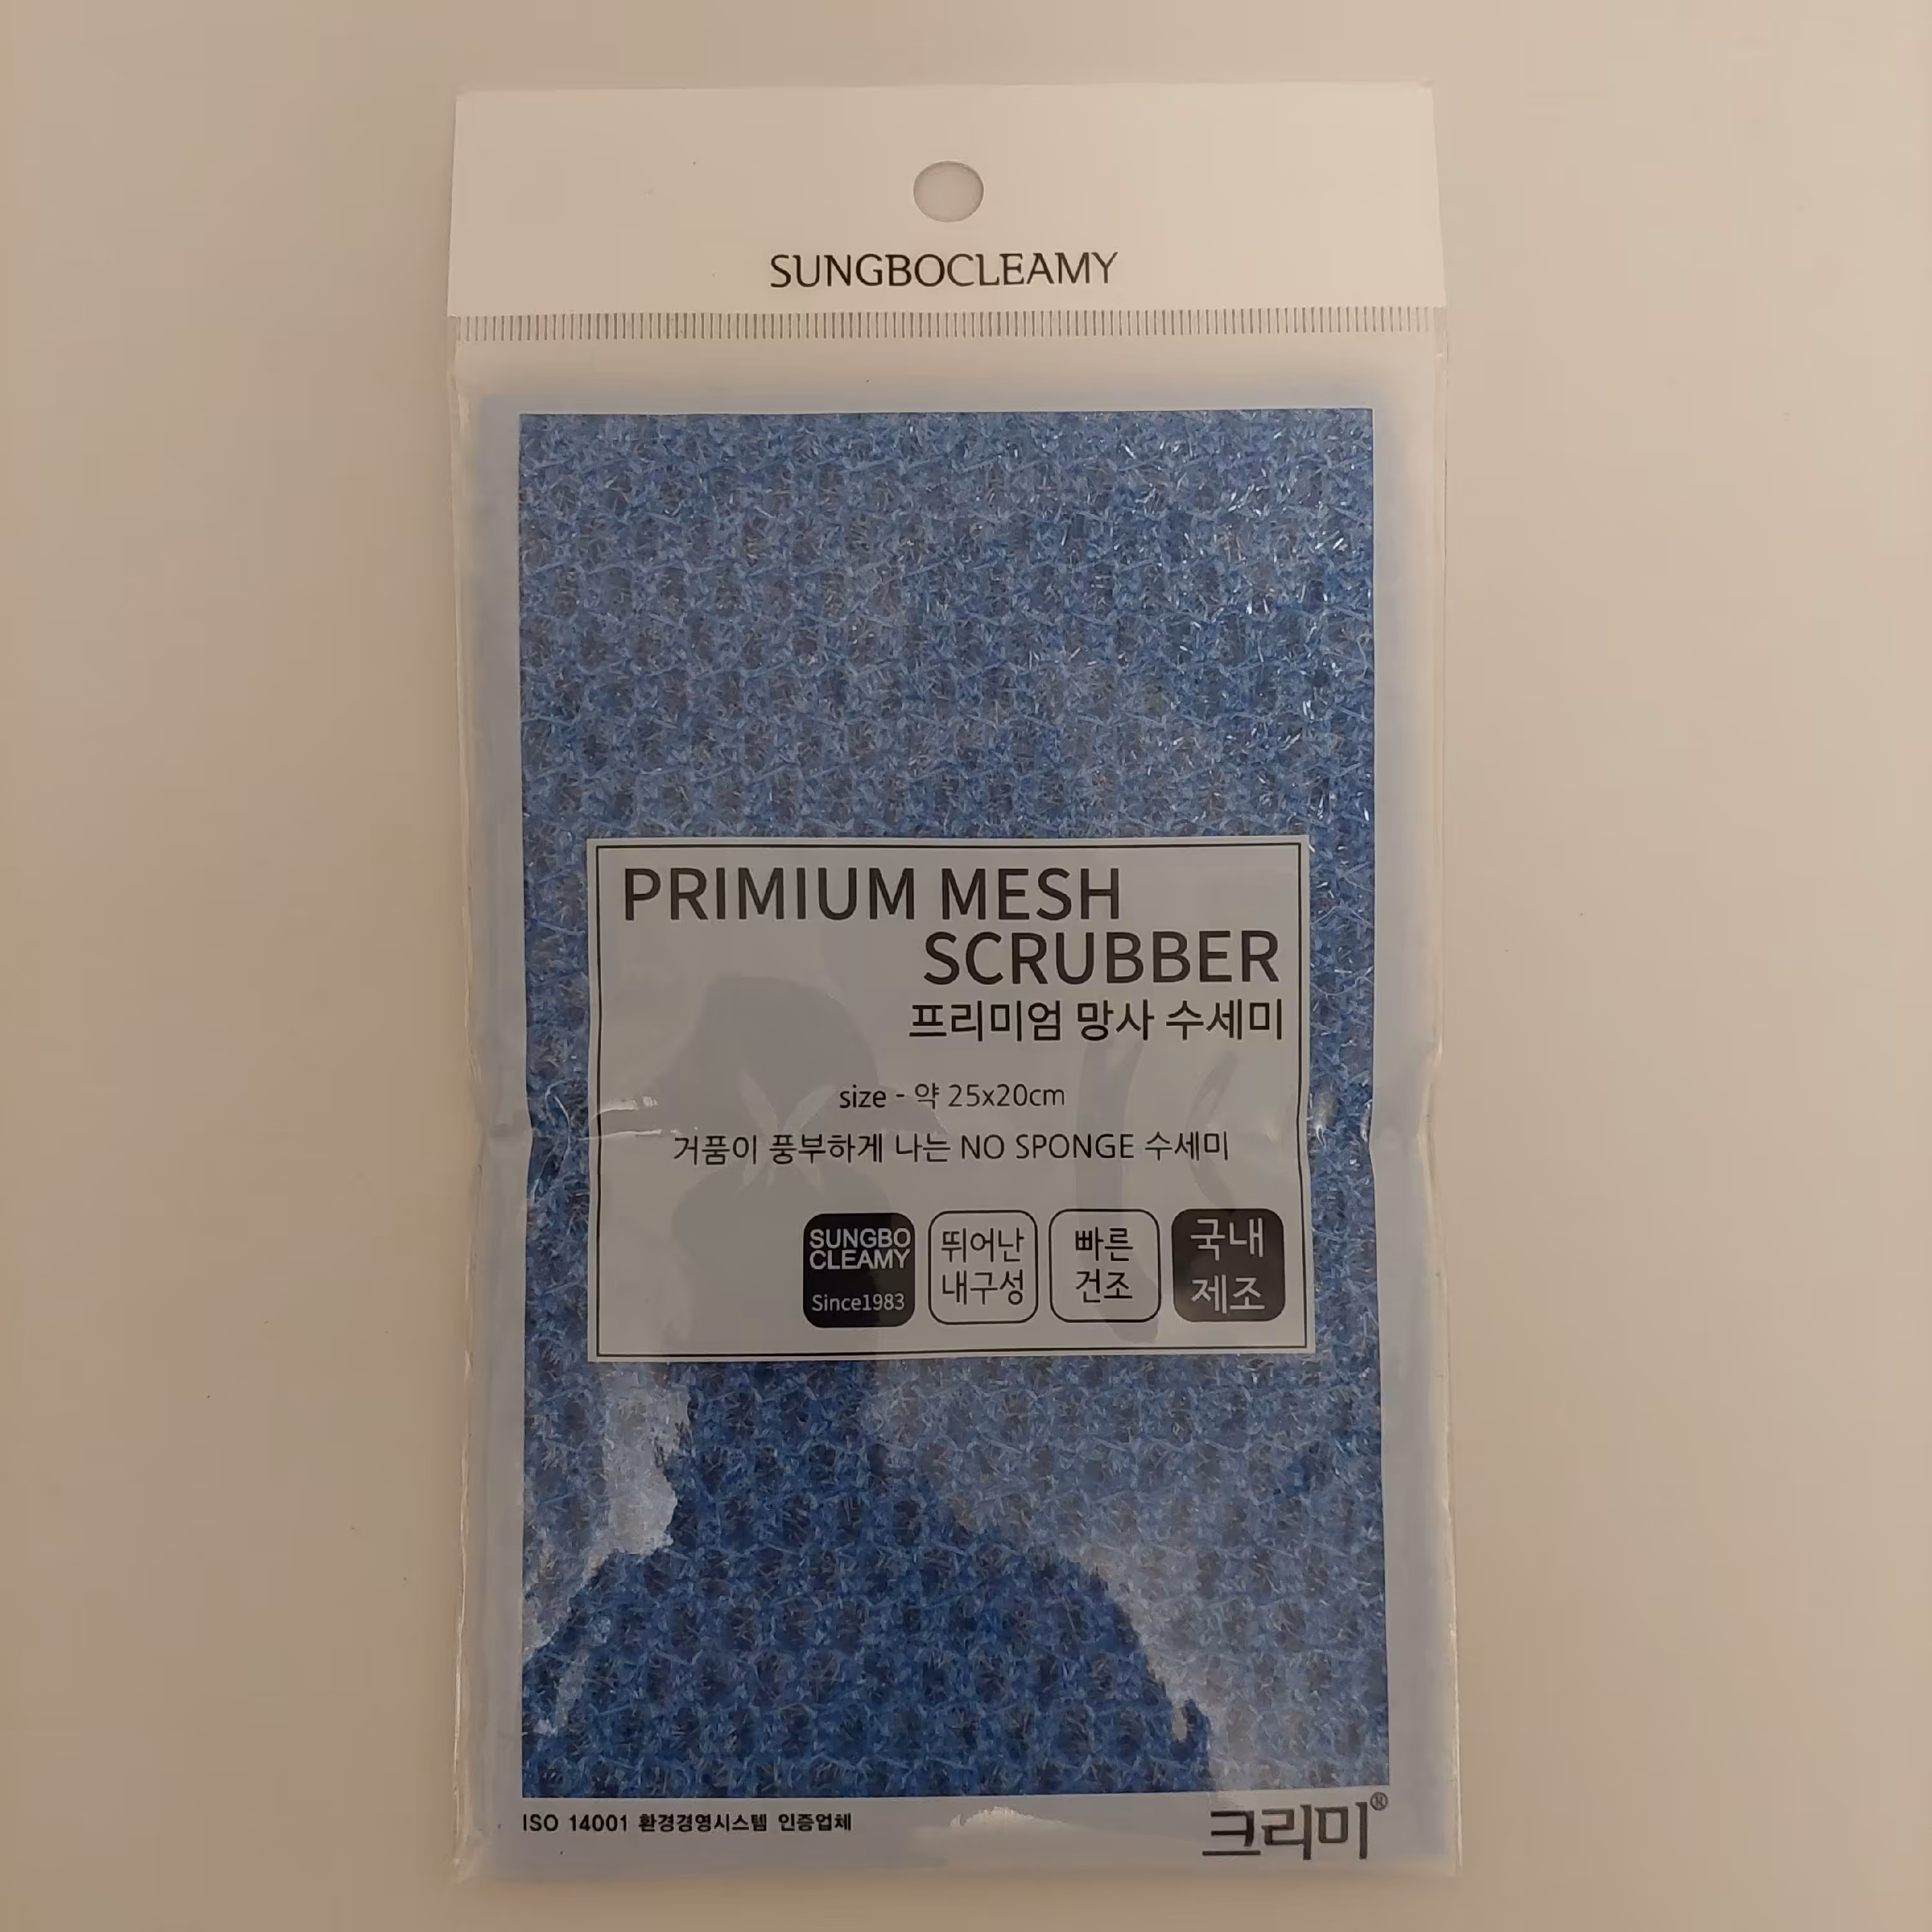 SUNGBOCLEAMY
PRIMIUM MESH
SCRUBBER
프리미엄 망사 수세미
size - 약 25x20cm
거품이 풍부하게 나는 NO SPONGE 수세미
SUNGBO
CLEAMY
Since1983
뛰어난
내구성
빠른
건조
국내
제조
ISO 14001 환경경영시스템 인증업체
크리미®